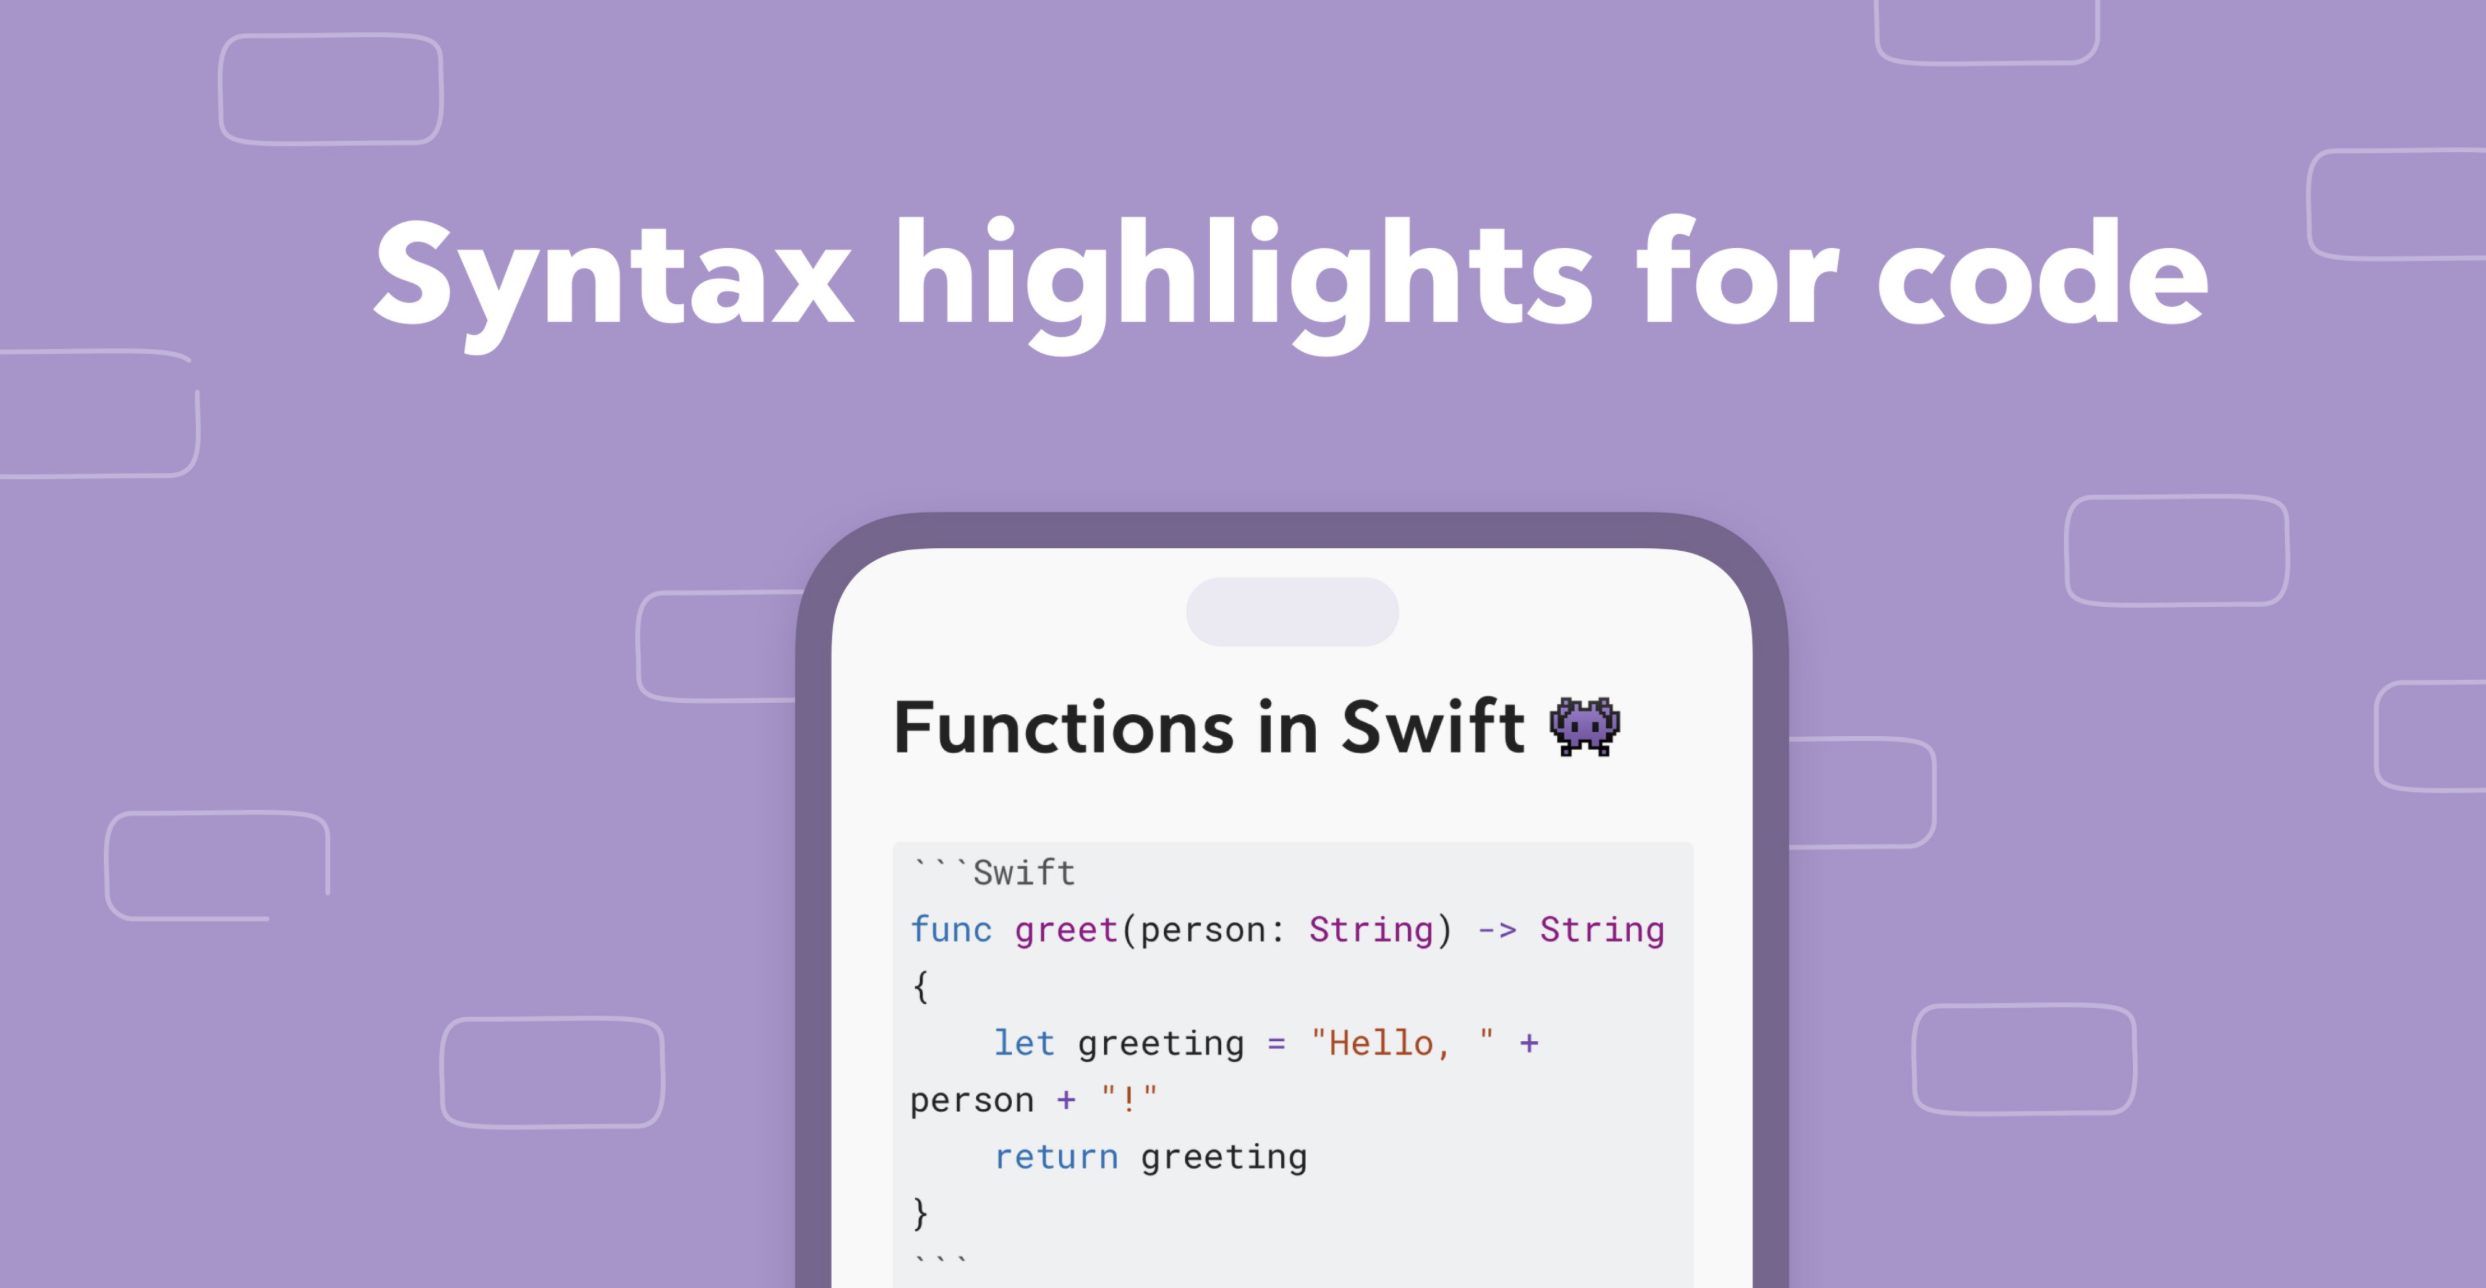 Syntax highlights for code
Functions in Swift 👾
```Swift
func greet(person: String) -> String
{
    let greeting = "Hello, " +
person + "!"
    return greeting
}
```